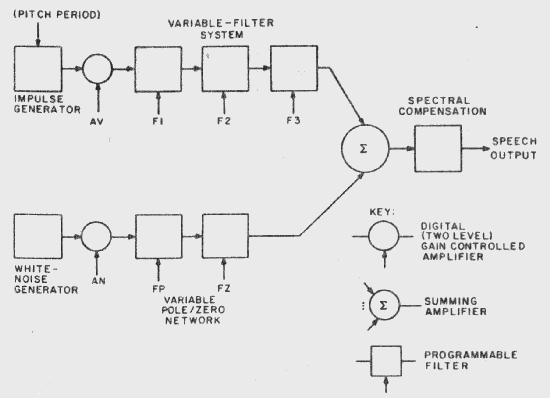 (PITCH PERIOD)
VARIABLE-FILTER
SYSTEM
IMPULSE
GENERATOR
AV
F1
F2
F3
Σ
SPECTRAL
COMPENSATION
SPEECH
OUTPUT
WHITE-
NOISE
GENERATOR
AN
FP
FZ
VARIABLE
POLE/ZERO
NETWORK
KEY:
DIGITAL
(TWO LEVEL)
GAIN CONTROLLED
AMPLIFIER
Σ
SUMMING
AMPLIFIER
PROGRAMMABLE
FILTER